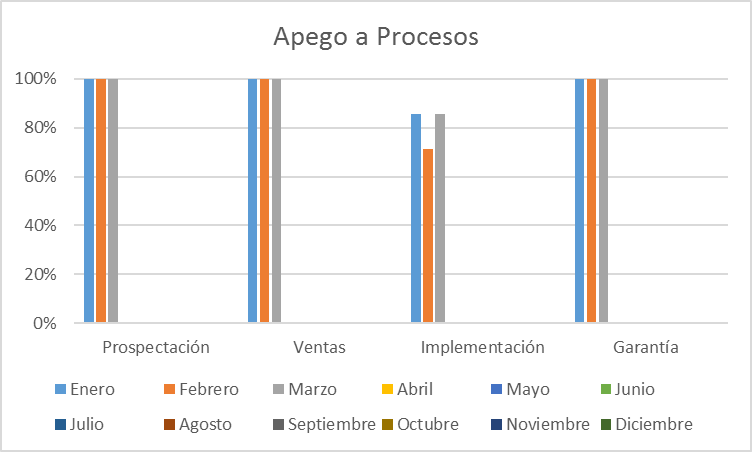 Apego a Procesos
100%
80%
60%
40%
20%
0%
Prospectación Ventas Implementación Garantía
Enero Febrero Marzo Abril Mayo Junio
Julio Agosto Septiembre Octubre Noviembre Diciembre